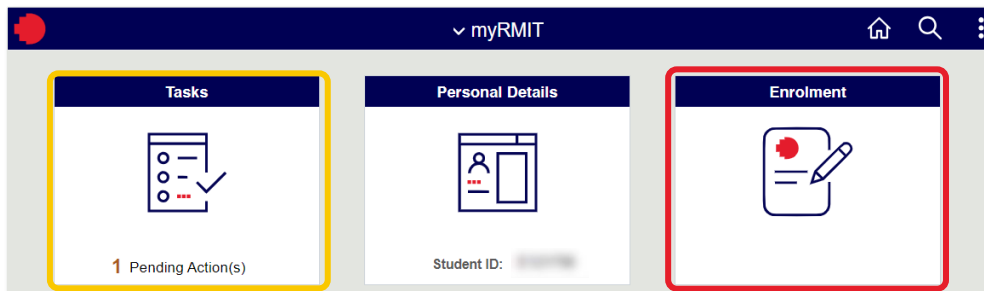 myRMIT
Tasks
Personal Details
Enrolment
1 Pending Action(s)
Student ID: